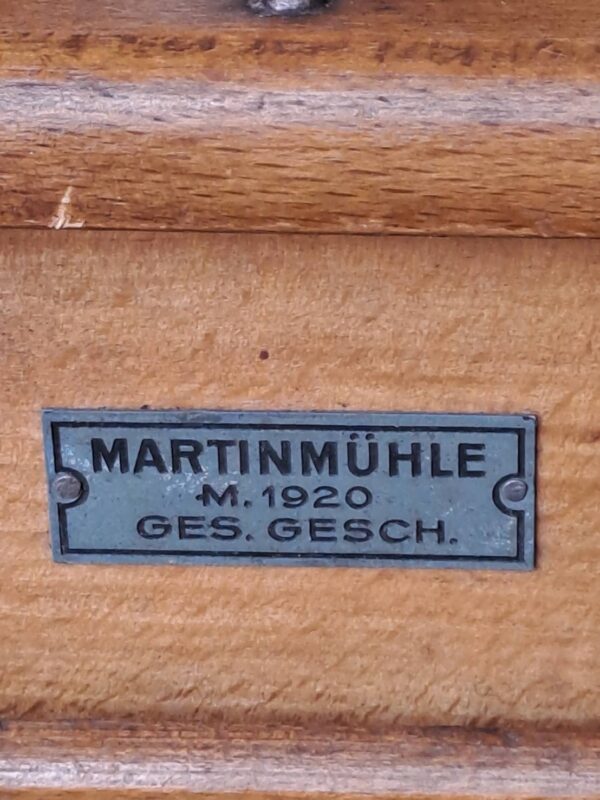 MARTINMÜHLE
M. 1920
GES. GESCH.